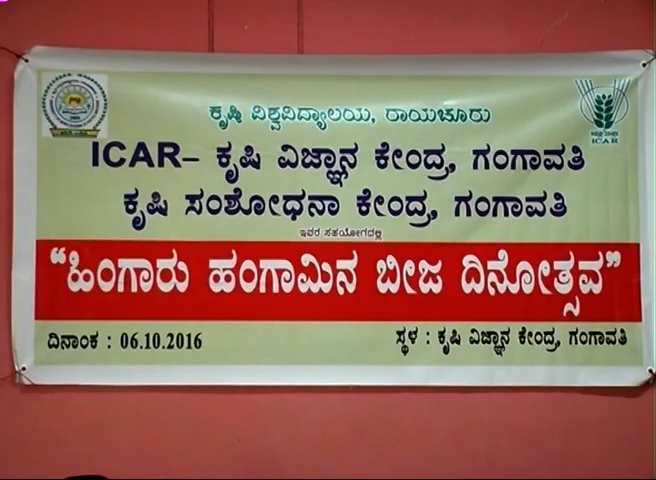 ಕೃಷಿ ವಿಶ್ವವಿದ್ಯಾಲಯ, ರಾಯಚೂರು
ICAR– ಕೃಷಿ ವಿಜ್ಞಾನ ಕೇಂದ್ರ, ಗಂಗಾವತಿ
ಕೃಷಿ ಸಂಶೋಧನಾ ಕೇಂದ್ರ, ಗಂಗಾವತಿ
ಇವರ ಸಹಯೋಗದಲ್ಲಿ
“ಹಿಂಗಾರು ಹಂಗಾಮಿನ ಬೀಜ ದಿನೋತ್ಸವ”
ದಿನಾಂಕ : 06.10.2016 ಸ್ಥಳ : ಕೃಷಿ ವಿಜ್ಞಾನ ಕೇಂದ್ರ, ಗಂಗಾವತಿ
ICAR